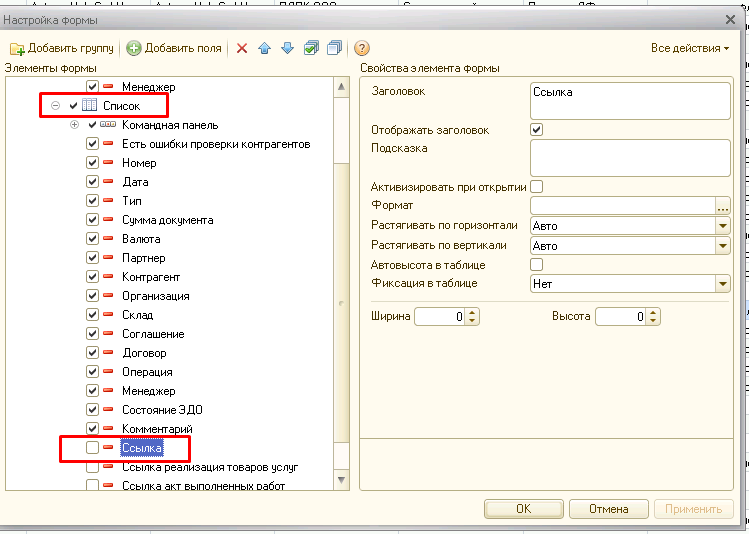 Настройка формы
Добавить группу
Добавить поля
Все действия
Элементы формы
Свойства элемента формы
Менеджер
Список
Командная панель
Есть ошибки проверки контрагентов
Номер
Дата
Тип
Сумма документа
Валюта
Партнер
Контрагент
Организация
Склад
Соглашение
Договор
Операция
Менеджер
Состояние ЭДО
Комментарий
Ссылка
Ссылка реализация товаров услуг
Ссылка акт выполненных работ
Заголовок
Ссылка
Отображать заголовок
Подсказка
Активизировать при открытии
Формат
...
Растягивать по горизонтали
Авто
Растягивать по вертикали
Авто
Автовысота в таблице
Фиксация в таблице
Нет
Ширина
0
Высота
0
ОК
Отмена
Применить